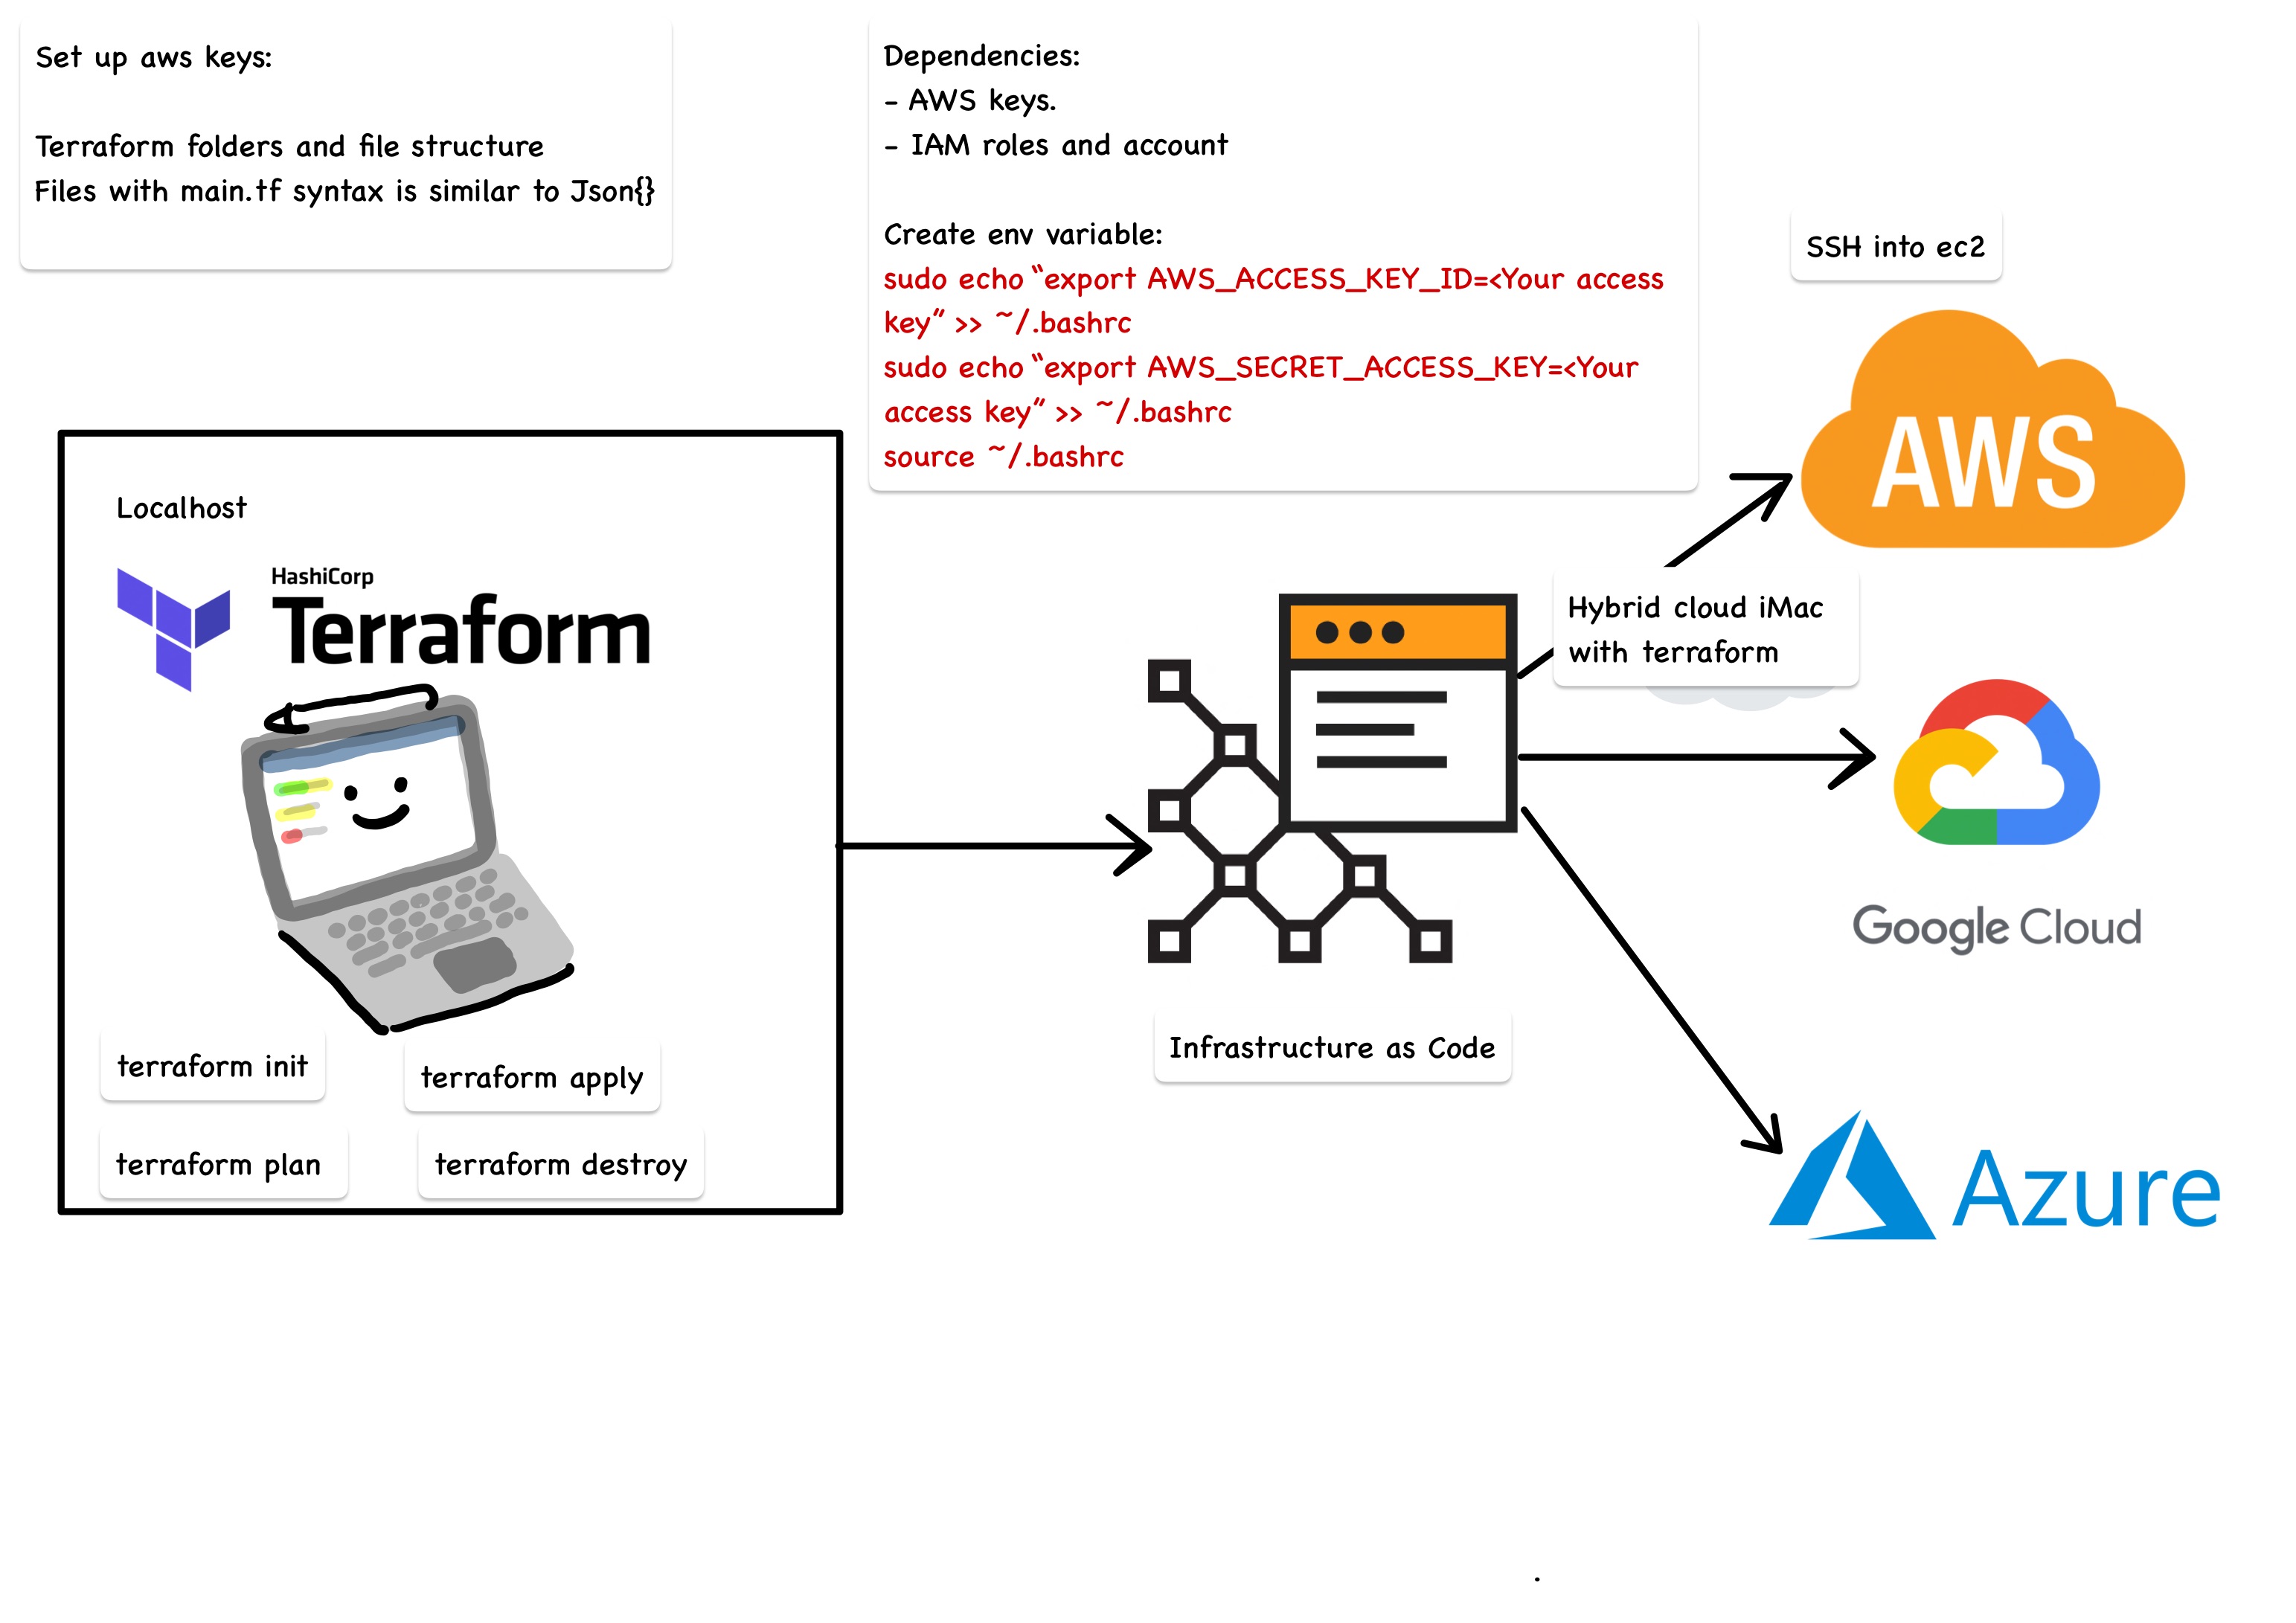 Set up aws keys:
Terraform folders and file structure
Files with main.tf syntax is similar to Json{}
Dependencies:
- AWS keys.
- IAM roles and account
Create env variable:
sudo echo “export AWS_ACCESS_KEY_ID=<Your access
key” >> ~/.bashrc
sudo echo “export AWS_SECRET_ACCESS_KEY=<Your
access key” >> ~/.bashrc
source ~/.bashrc
SSH into ec2
AWS
Localhost
HashiCorp
Terraform
Hybrid cloud iMac
with terraform
Google Cloud
Infrastructure as Code
terraform init
terraform apply
terraform plan
terraform destroy
Azure